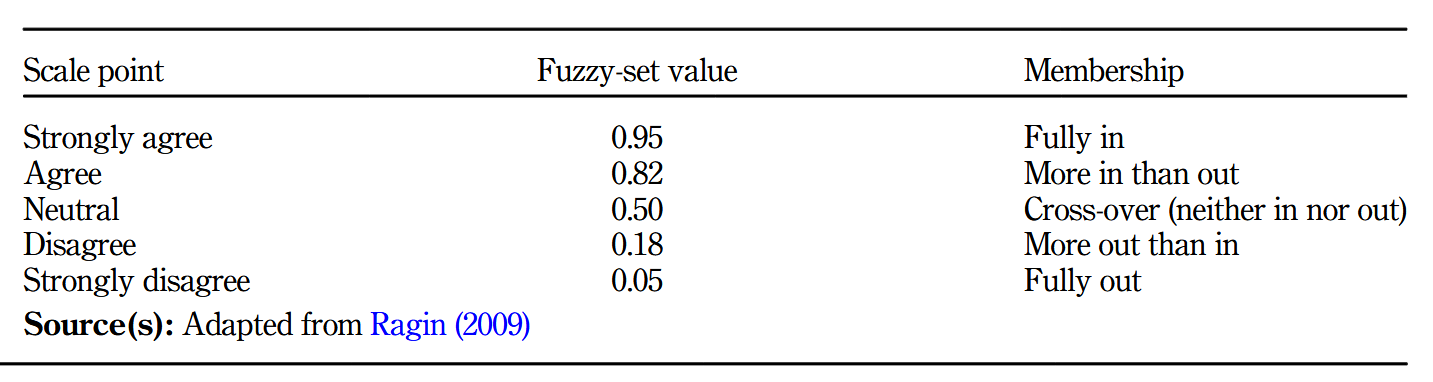 Scale point Fuzzy-set value Membership
Strongly agree 0.95 Fully in
Agree 0.82 More in than out
Neutral 0.50 Cross-over (neither in nor out)
Disagree 0.18 More out than in
Strongly disagree 0.05 Fully out
Source(s): Adapted from Ragin (2009)